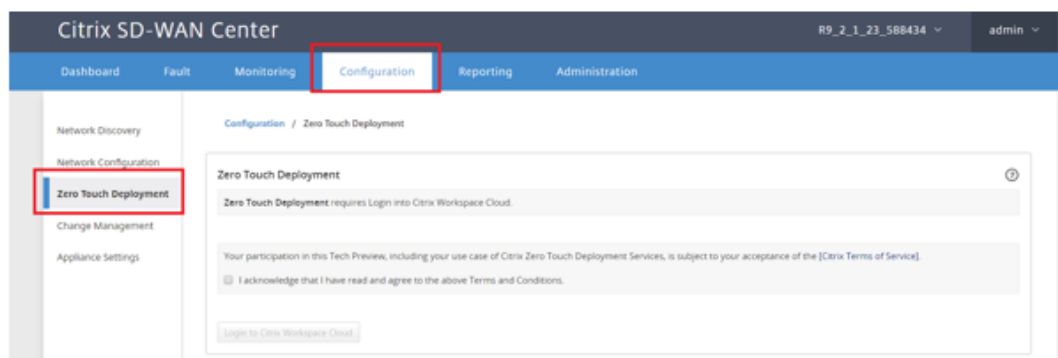 Citrix SD-WAN Center R9_2_1_23_588434 admin
Dashboard Fault Monitoring Configuration Reporting Administration
Network Discovery
Network Configuration
Zero Touch Deployment
Change Management
Appliance Settings
Configuration / Zero Touch Deployment
Zero Touch Deployment
Zero Touch Deployment requires Login into Citrix Workspace Cloud.
Your participation in this Tech Preview, including your use case of Citrix Zero Touch Deployment Services, is subject to your acceptance of the [Citrix Terms of Service].
I acknowledge that I have read and agree to the above Terms and Conditions.
Login to Citrix Workspace Cloud